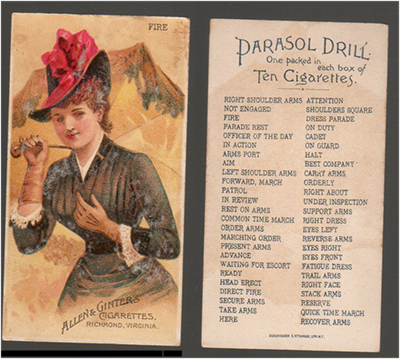 FIRE
ALLEN & GINTER'S
CIGARETTES.
RICHMOND, VIRGINIA.
PARASOL DRILL.
One packed in
each box of
Ten Cigarettes.
RIGHT SHOULDER ARMS
NOT ENGAGED
FIRE
PARADE REST
OFFICER OF THE DAY
IN ACTION
ARMS PORT
AIM
LEFT SHOULDER ARMS
FORWARD, MARCH
PATROL
IN REVIEW
REST ON ARMS
COMMON TIME MARCH
ORDER ARMS
MARCHING ORDER
PRESENT ARMS
ADVANCE
WAITING FOR ESCORT
READY
HEAD ERECT
DIRECT FIRE
SECURE ARMS
TAKE ARMS
HERE
ATTENTION
SHOULDERS SQUARE
DRESS PARADE
ON DUTY
CADET
ON GUARD
HALT
BEST COMPANY
CARRY ARMS
ORDERLY
RIGHT ABOUT
UNDER INSPECTION
SUPPORT ARMS
RIGHT DRESS
EYES LEFT
REVERSE ARMS
EYES RIGHT
EYES FRONT
FATIGUE DRESS
TRAIL ARMS
RIGHT FACE
STACK ARMS
RESERVE
QUICK TIME MARCH
RECOVER ARMS